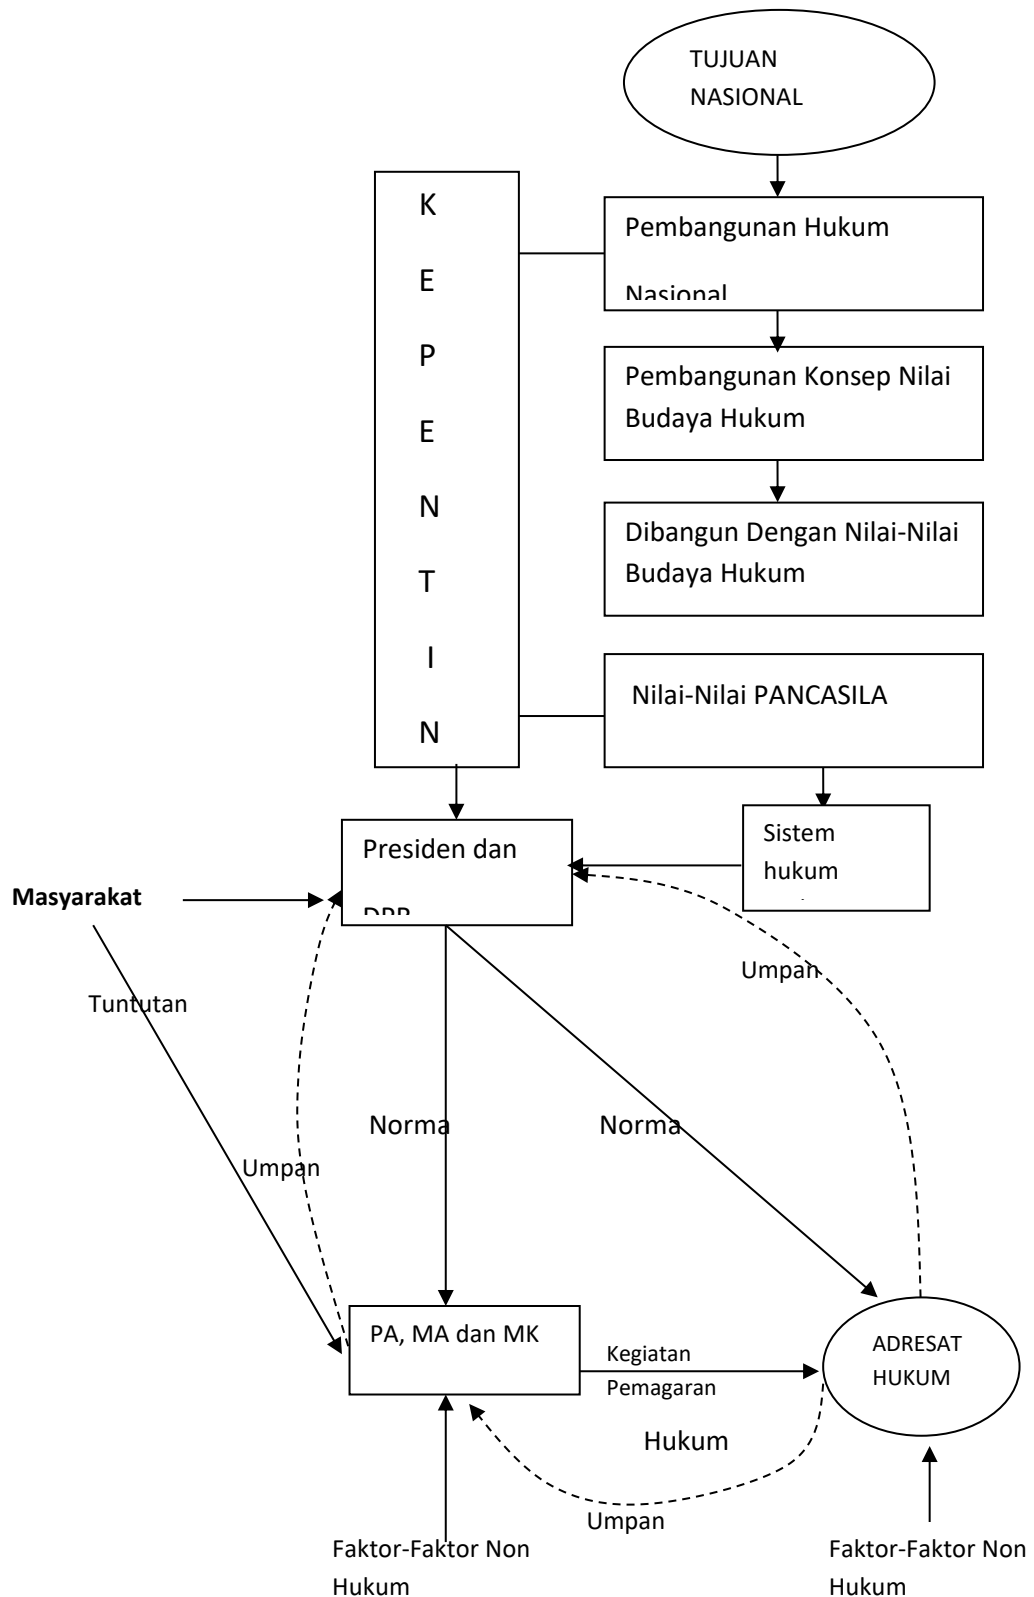 TUJUAN
NASIONAL
K
E
P
E
N
T
I
N
Pembangunan Hukum
Nasional
Pembangunan Konsep Nilai
Budaya Hukum
Dibangun Dengan Nilai-Nilai
Budaya Hukum
Nilai-Nilai PANCASILA
Presiden dan
DPR
Sistem
hukum
Masyarakat
Umpan
Tuntutan
Norma
Norma
Umpan
PA, MA dan MK
Kegiatan
Pemagaran
Hukum
ADRESAT
HUKUM
Umpan
Faktor-Faktor Non
Hukum
Faktor-Faktor Non
Hukum